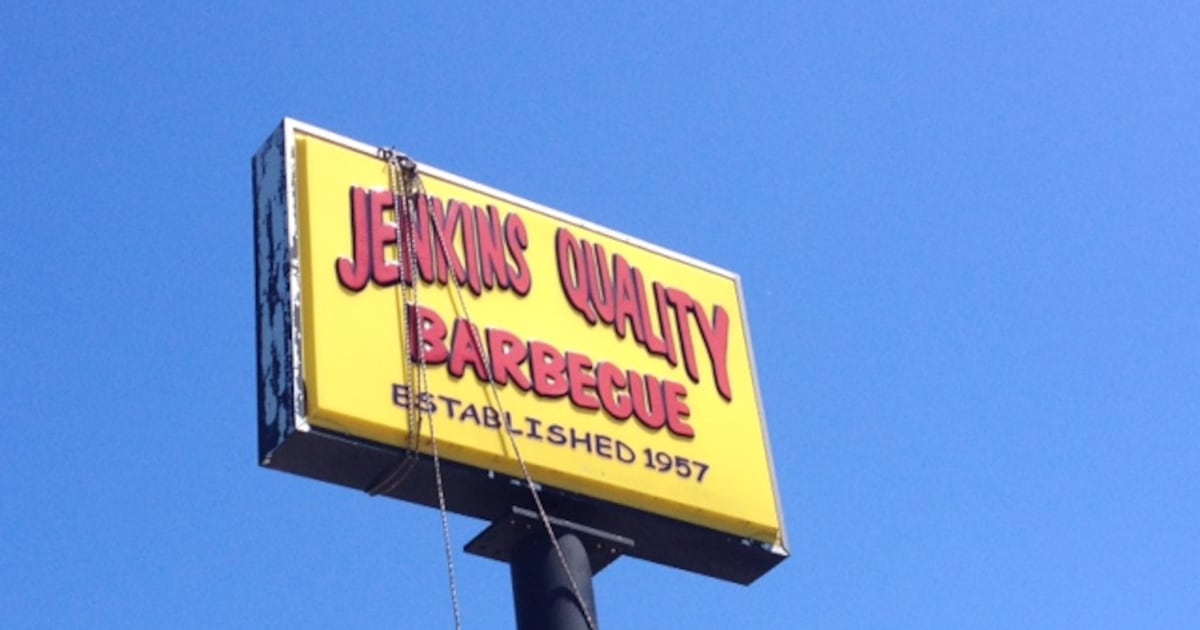 JENKINS QUALITY
BARBECUE
ESTABLISHED 1957